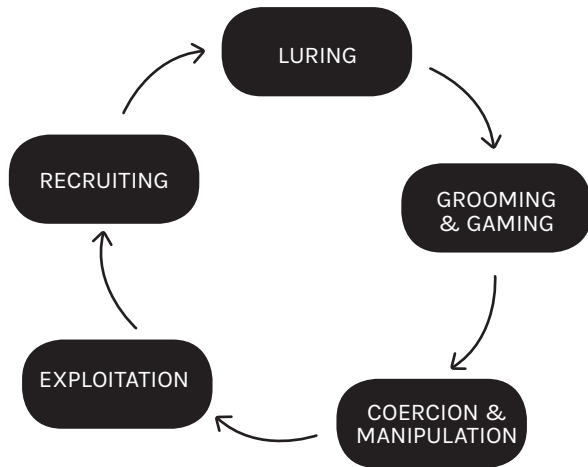 LURING
GROOMING
& GAMING
COERCION &
MANIPULATION
EXPLOITATION
RECRUITING